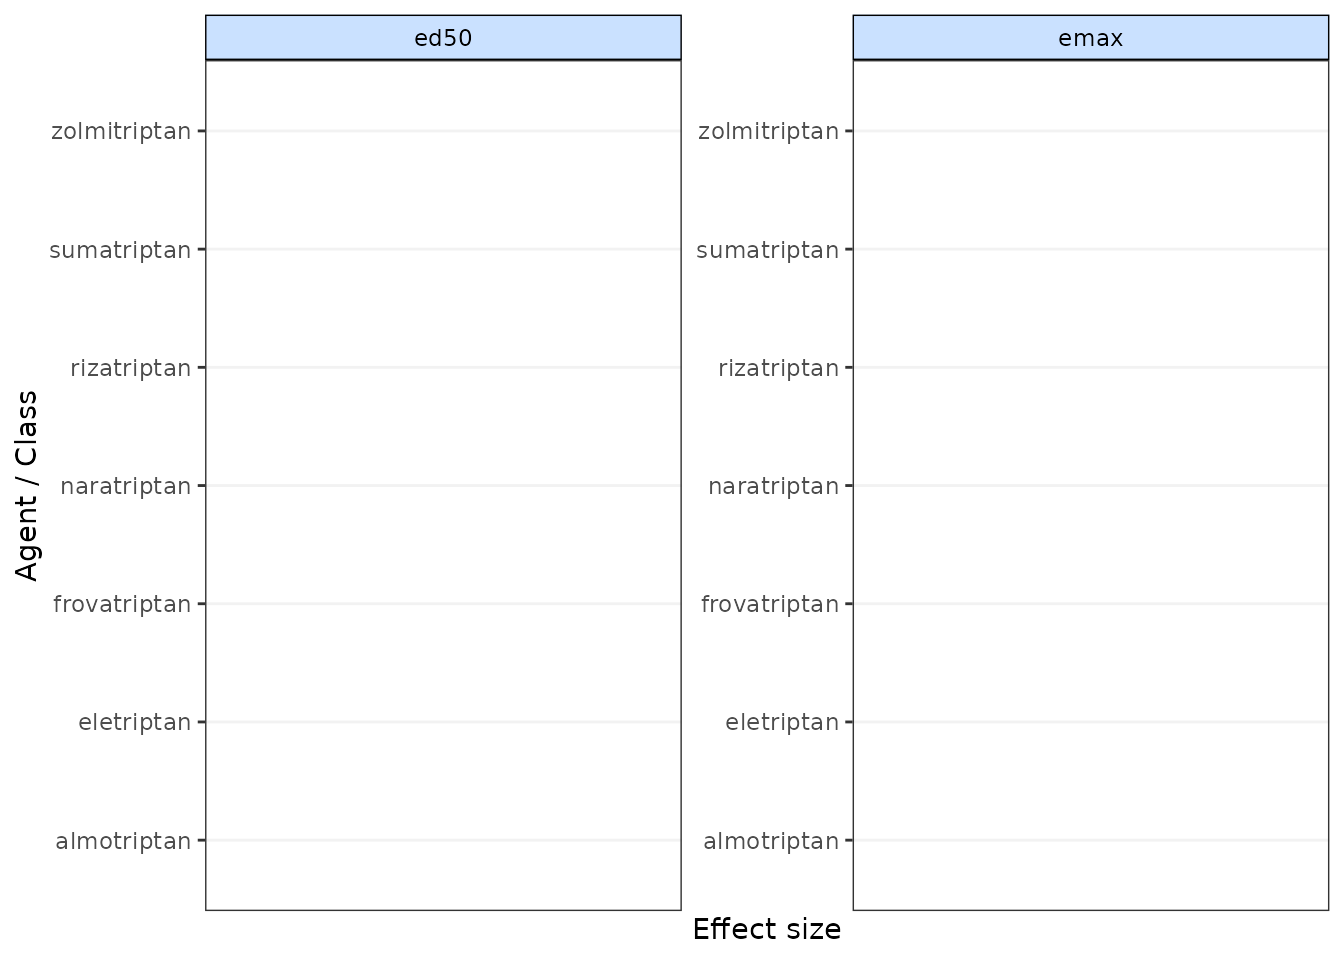 ed50
emax
zolmitriptan
sumatriptan
rizatriptan
naratriptan
frovatriptan
eletriptan
almotriptan
zolmitriptan
sumatriptan
rizatriptan
naratriptan
frovatriptan
eletriptan
almotriptan
Agent / Class
Effect size